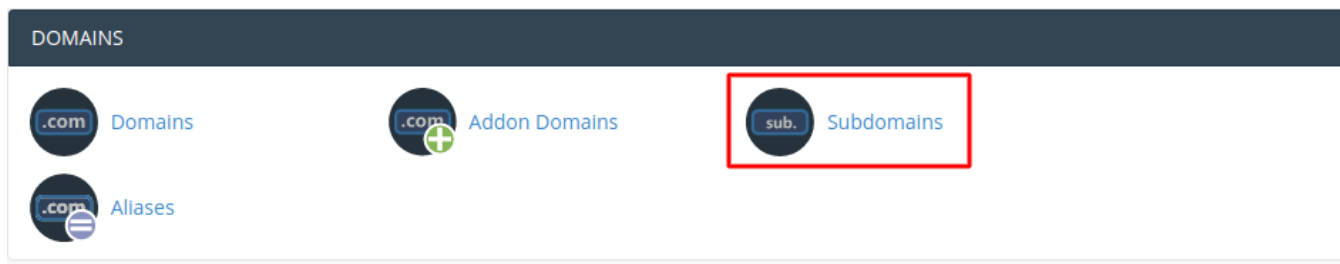 DOMAINS
.com Domains
.com Addon Domains
sub. Subdomains
.com Aliases